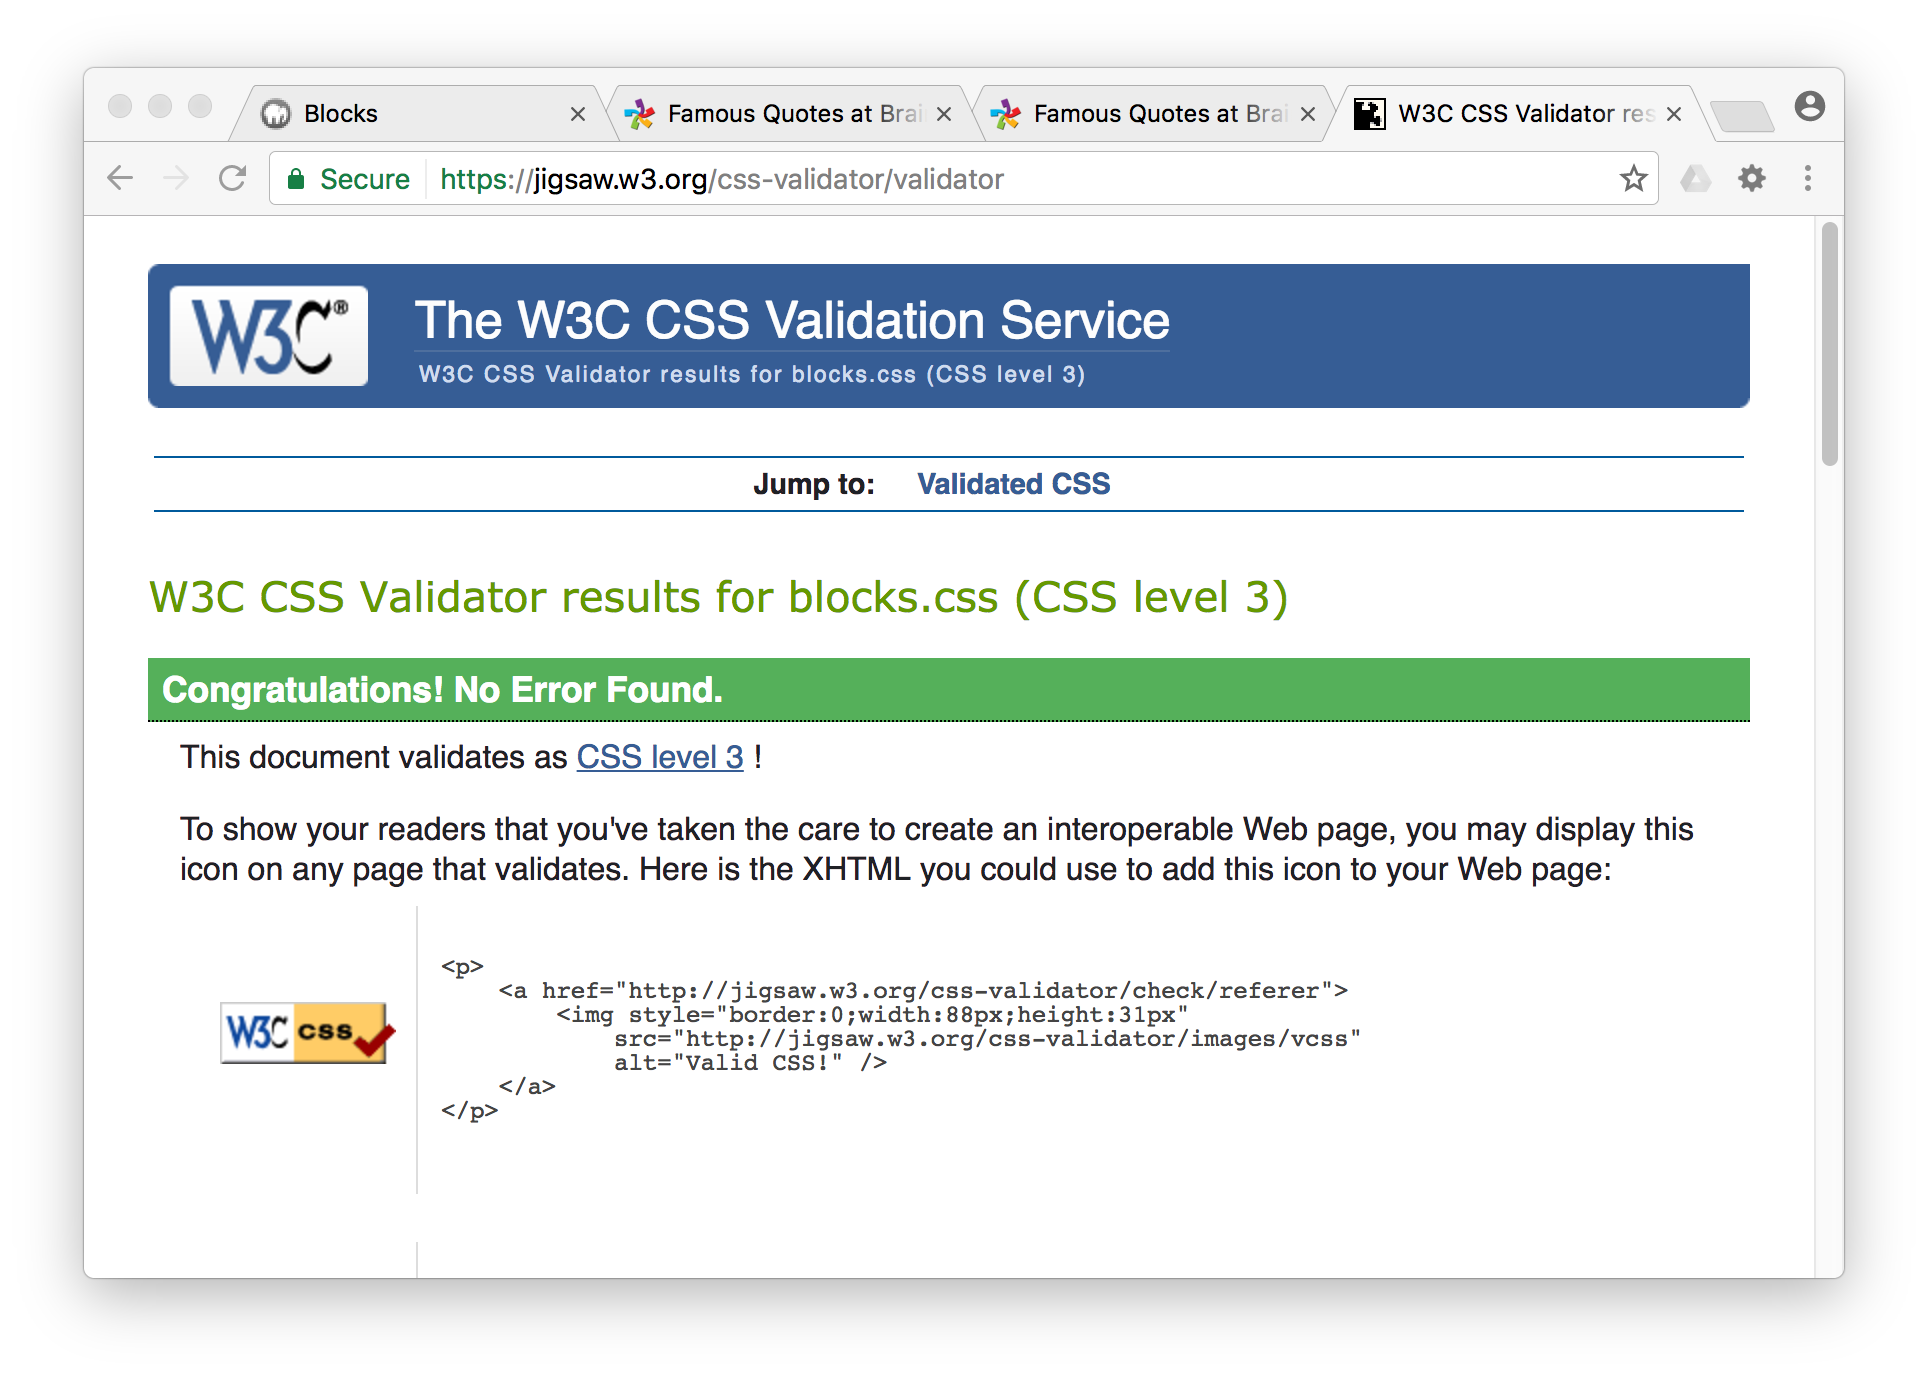 Blocks
Famous Quotes at Brai
Famous Quotes at Brai
W3C CSS Validator res
Secure
https://jigsaw.w3.org/css-validator/validator
W3C®
The W3C CSS Validation Service
W3C CSS Validator results for blocks.css (CSS level 3)
Jump to: Validated CSS
W3C CSS Validator results for blocks.css (CSS level 3)
Congratulations! No Error Found.
This document validates as CSS level 3 !
To show your readers that you've taken the care to create an interoperable Web page, you may display this
icon on any page that validates. Here is the XHTML you could use to add this icon to your Web page:
W3C css
<p>
    <a href="http://jigsaw.w3.org/css-validator/check/referer">
        <img style="border:0;width:88px;height:31px"
            src="http://jigsaw.w3.org/css-validator/images/vcss"
            alt="Valid CSS!" />
    </a>
</p>